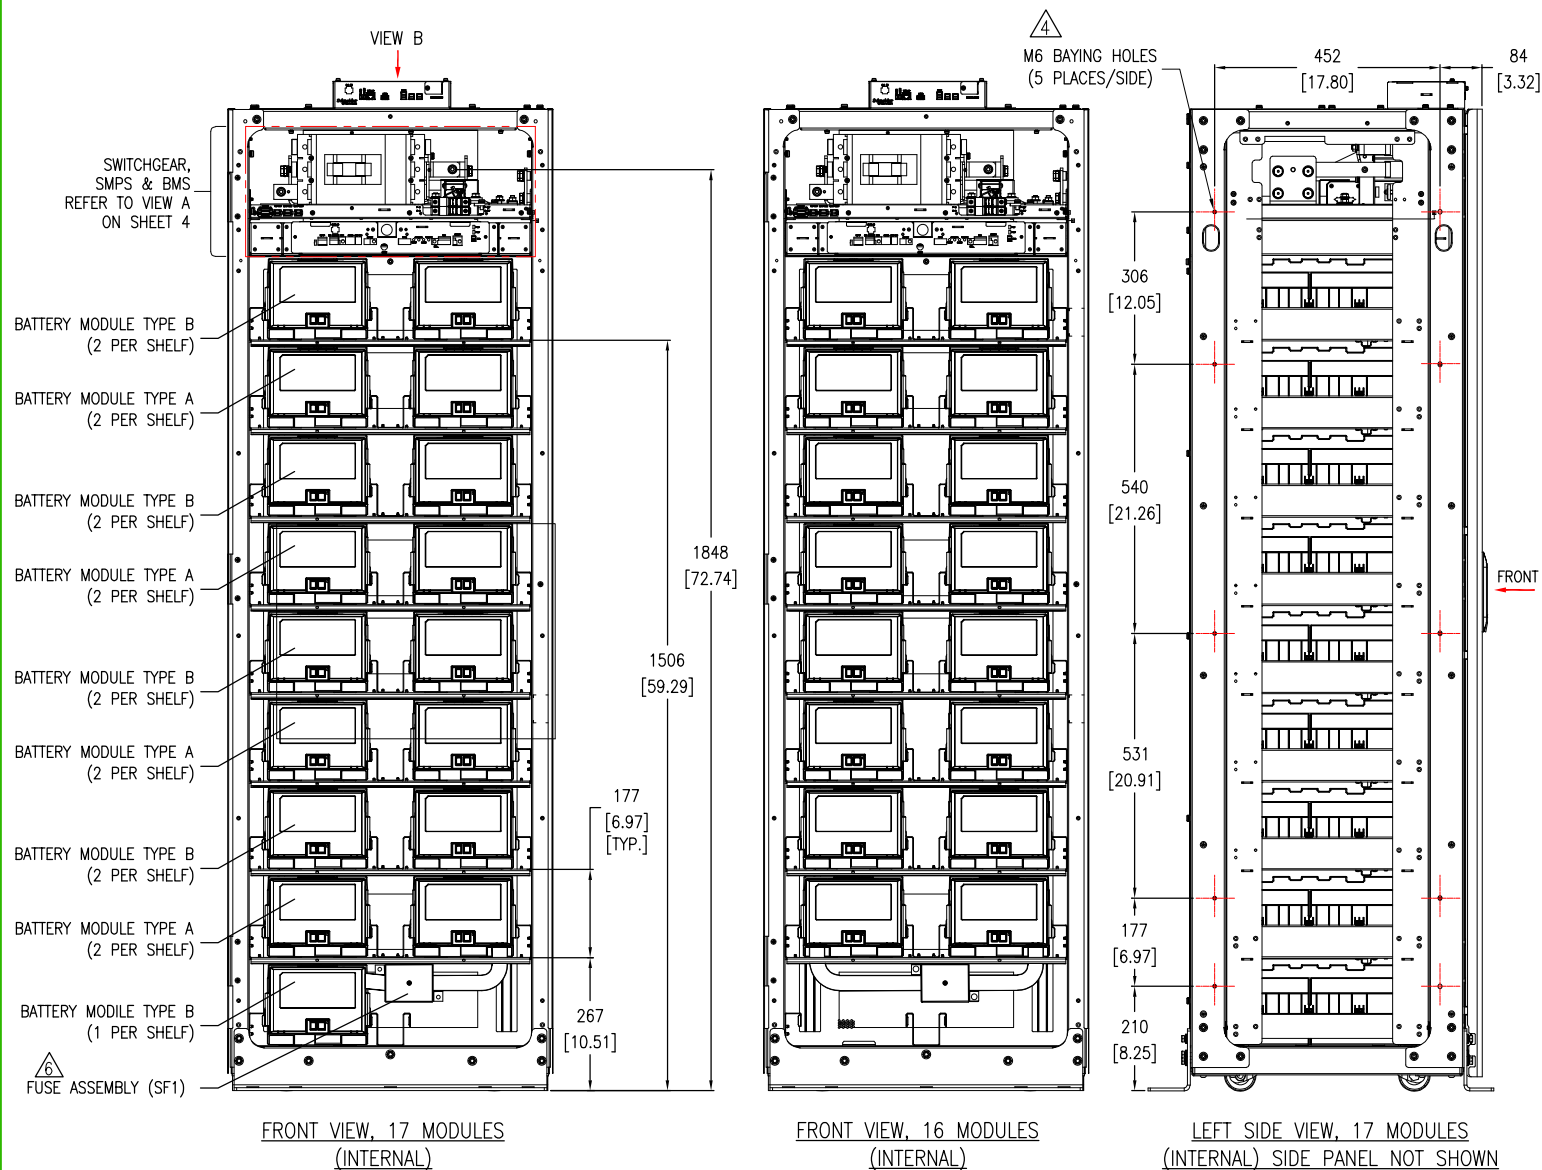 VIEW B
SWITCHGEAR,
SMPS & BMS
REFER TO VIEW A
ON SHEET 4
BATTERY MODULE TYPE B
(2 PER SHELF)
BATTERY MODULE TYPE A
(2 PER SHELF)
BATTERY MODULE TYPE B
(2 PER SHELF)
BATTERY MODULE TYPE A
(2 PER SHELF)
BATTERY MODULE TYPE B
(2 PER SHELF)
BATTERY MODULE TYPE A
(2 PER SHELF)
BATTERY MODULE TYPE B
(2 PER SHELF)
BATTERY MODULE TYPE A
(2 PER SHELF)
BATTERY MODILE TYPE B
(1 PER SHELF)
6
FUSE ASSEMBLY (SF1)
1848
[72.74]
1506
[59.29]
177
[6.97]
[TYP.]
267
[10.51]
FRONT VIEW, 17 MODULES
(INTERNAL)
FRONT VIEW, 16 MODULES
(INTERNAL)
4
M6 BAYING HOLES
(5 PLACES/SIDE)
452
[17.80]
84
[3.32]
306
[12.05]
540
[21.26]
531
[20.91]
177
[6.97]
210
[8.25]
FRONT
LEFT SIDE VIEW, 17 MODULES
(INTERNAL) SIDE PANEL NOT SHOWN